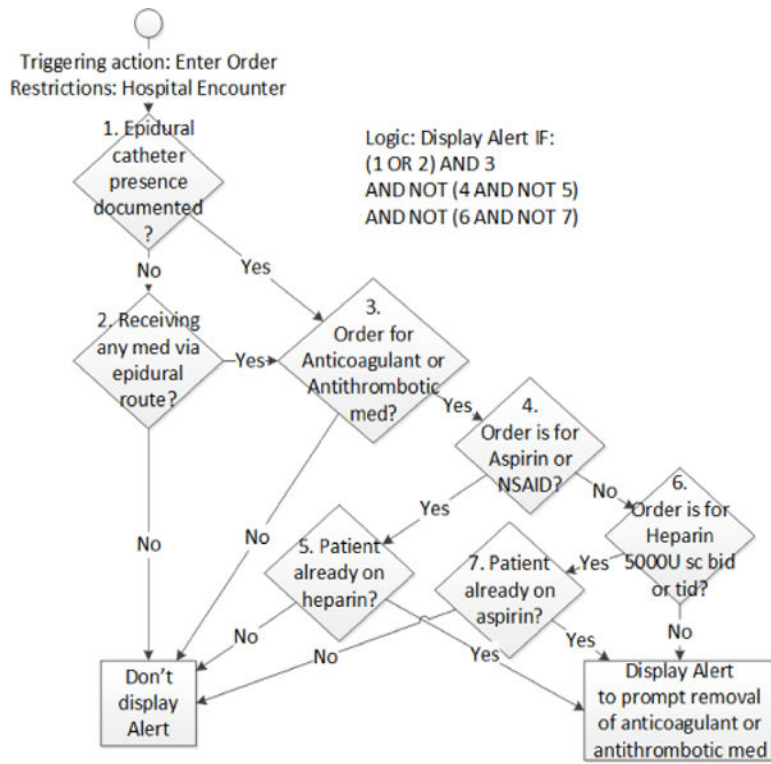 Triggering action: Enter Order
Restrictions: Hospital Encounter
1. Epidural
catheter
presence
documented
?
Logic: Display Alert IF:
(1 OR 2) AND 3
AND NOT (4 AND NOT 5)
AND NOT (6 AND NOT 7)
No
Yes
2. Receiving
any med via
epidural
route?
Yes
3.
Order for
Anticoagulant or
Antithrombotic
med?
Yes
4.
Order is for
Aspirin or
NSAID?
No
No
Yes
No
6.
Order is for
Heparin
5000U sc bid
or tid?
5. Patient
already on
heparin?
7. Patient
already on
aspirin?
Yes
No
No
Yes
Yes
No
Don't
display
Alert
Display Alert
to prompt removal
of anticoagulant or
antithrombotic med